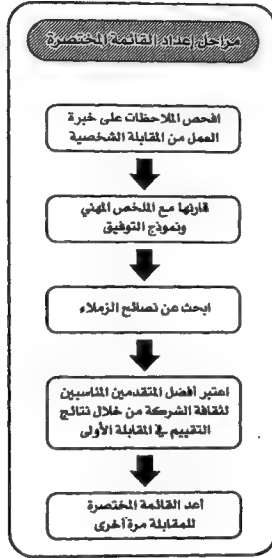 مراحل إعداد القائمة المختصرة
افحص الملاحظات على خبرة
العمل من المقابلة الشخصية
قارنها مع الملخص المهني
ونموذج التوفيق
ابحث عن نصائح الزملاء
اعتبر أفضل المتقدمين المناسبين
لثقافة الشركة من خلال نتائج
التقييم في المقابلة الأولى
أعد القائمة المختصرة
للمقابلة مرة أخرى